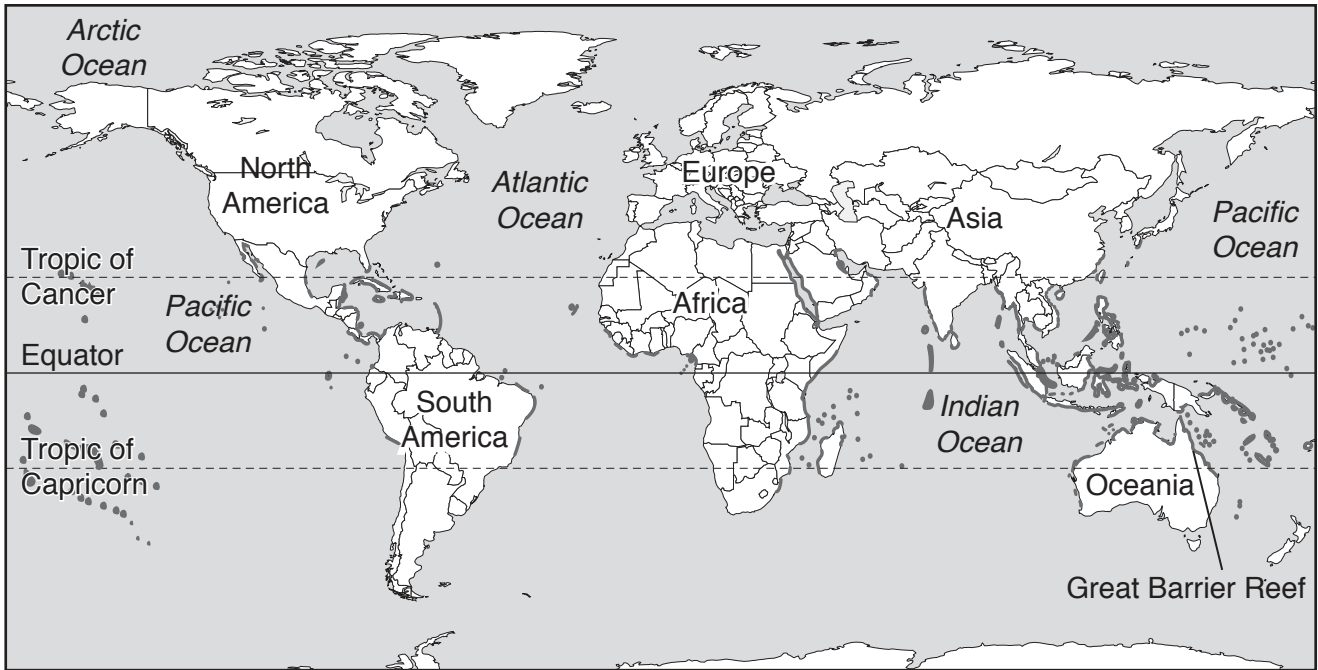 Arctic
Ocean
North
America
Atlantic
Ocean
Europe
Asia
Pacific
Ocean
Tropic of
Cancer
Pacific
Ocean
Africa
Equator
South
America
Indian
Ocean
Tropic of
Capricorn
Oceania
Great Barrier Reef